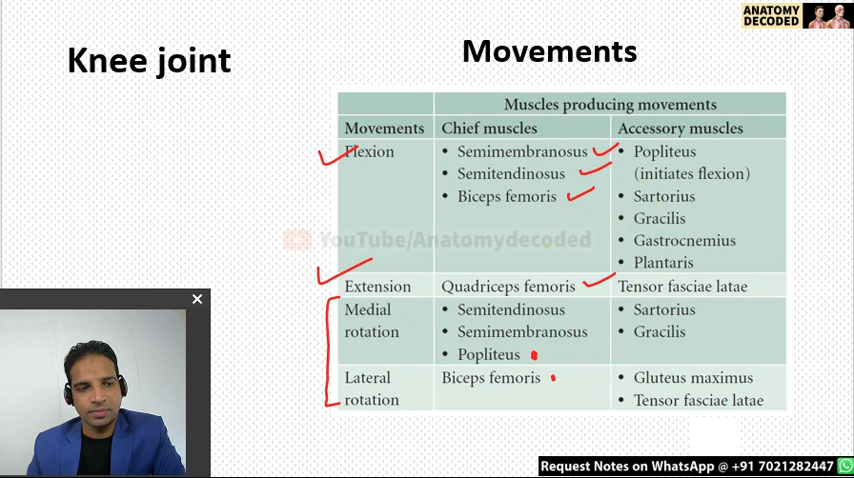 ANATOMY
DECODED
Knee joint
Movements
Muscles producing movements
Movements Chief muscles Accessory muscles
Flexion
• Semimembranosus
• Semitendinosus
• Biceps femoris
• Popliteus
(initiates flexion)
• Sartorius
• Gracilis
• Gastrocnemius
• Plantaris
YouTube/Anatomydecoded
Extension Quadriceps femoris Tensor fasciae latae
Medial
rotation
• Semitendinosus
• Semimembranosus
• Popliteus
• Sartorius
• Gracilis
Lateral
rotation
Biceps femoris
• Gluteus maximus
• Tensor fasciae latae
Request Notes on WhatsApp @ +91 7021282447